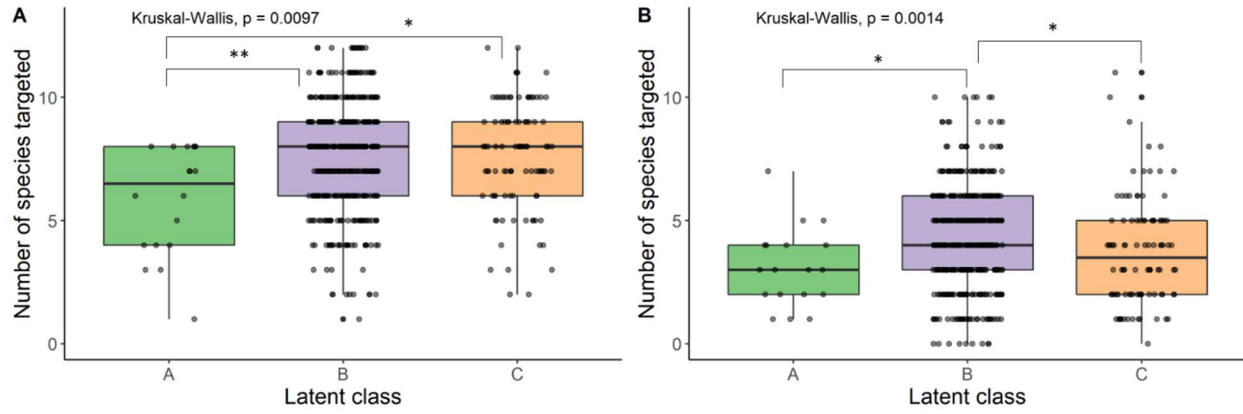 A
Kruskal-Wallis, p = 0.0097
*
**
Number of species targeted
10
5
0
A
B
C
Latent class
B
Kruskal-Wallis, p = 0.0014
*
*
Number of species targeted
10
5
0
A
B
C
Latent class